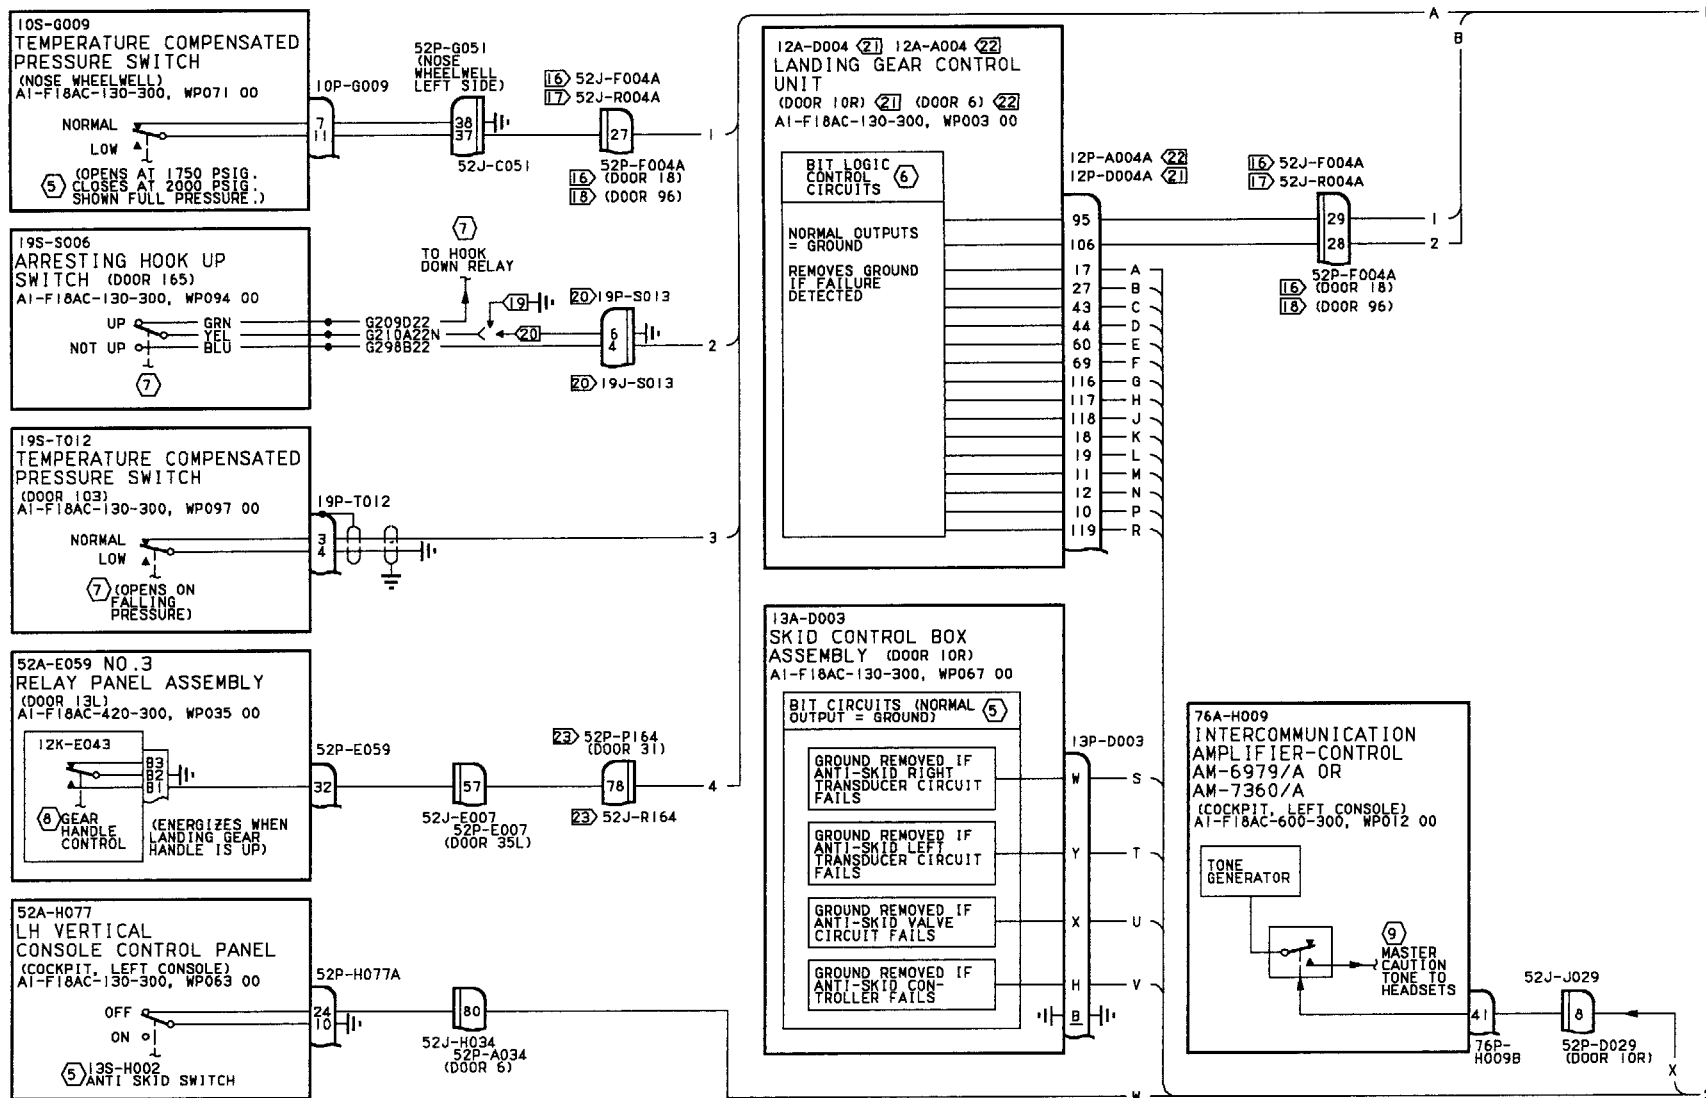 10S-G009
TEMPERATURE COMPENSATED
PRESSURE SWITCH
(NOSE WHEELWELL)
A1-F18AC-130-300, WP071 00
10P-G009
NORMAL
LOW
7
11
5
(OPENS AT 1750 PSIG.
CLOSES AT 2000 PSIG.
SHOWN FULL PRESSURE.)
52P-G051
(NOSE
WHEELWELL
LEFT SIDE)
38
37
52J-C051
16 52J-F004A
17 52J-R004A
27
52P-F004A
16 (DOOR 18)
18 (DOOR 96)
1
19S-S006
ARRESTING HOOK UP
SWITCH (DOOR 165)
A1-F18AC-130-300, WP094 00
UP
NOT UP
GRN
YEL
BLU
7
G209D22
G210A22N
G298B22
7
TO HOOK
DOWN RELAY
19
20
20 19P-S013
6
4
20 19J-S013
2
19S-T012
TEMPERATURE COMPENSATED
PRESSURE SWITCH
(DOOR 103)
A1-F18AC-130-300, WP097 00
19P-T012
NORMAL
LOW
3
4
7 (OPENS ON
FALLING
PRESSURE)
3
52A-E059 NO.3
RELAY PANEL ASSEMBLY
(DOOR 13L)
A1-F18AC-420-300, WP035 00
12K-E043
B3
B2
B1
8 GEAR
HANDLE
CONTROL
(ENERGIZES WHEN
LANDING GEAR
HANDLE IS UP)
52P-E059
32
57
52J-E007
52P-E007
(DOOR 35L)
23 52P-P164
(DOOR 31)
78
23 52J-R164
4
52A-H077
LH VERTICAL
CONSOLE CONTROL PANEL
(COCKPIT, LEFT CONSOLE)
A1-F18AC-130-300, WP063 00
52P-H077A
OFF
ON
24
10
5 13S-H002
ANTI SKID SWITCH
80
52J-H034
52P-A034
(DOOR 6)
W
A
B
12A-D004 21 12A-A004 22
LANDING GEAR CONTROL
UNIT
(DOOR 10R) 21 (DOOR 6) 22
A1-F18AC-130-300, WP003 00
BIT LOGIC
CONTROL
CIRCUITS
6
NORMAL OUTPUTS
= GROUND
REMOVES GROUND
IF FAILURE
DETECTED
12P-A004A 22
12P-D004A 21
95
106
17 A
27 B
43 C
44 D
60 E
69 F
116 G
117 H
118 J
18 K
19 L
11 M
12 N
10 P
119 R
16 52J-F004A
17 52J-R004A
29
28
1
2
52P-F004A
16 (DOOR 18)
18 (DOOR 96)
13A-D003
SKID CONTROL BOX
ASSEMBLY (DOOR 10R)
A1-F18AC-130-300, WP067 00
BIT CIRCUITS (NORMAL
OUTPUT = GROUND)
5
13P-D003
GROUND REMOVED IF
ANTI-SKID RIGHT
TRANSDUCER CIRCUIT
FAILS
W S
GROUND REMOVED IF
ANTI-SKID LEFT
TRANSDUCER CIRCUIT
FAILS
Y T
GROUND REMOVED IF
ANTI-SKID VALVE
CIRCUIT FAILS
X U
GROUND REMOVED IF
ANTI-SKID CON-
TROLLER FAILS
H V
B
76A-H009
INTERCOMMUNICATION
AMPLIFIER-CONTROL
AM-6979/A OR
AM-7360/A
(COCKPIT, LEFT CONSOLE)
A1-F18AC-600-300, WP012 00
TONE
GENERATOR
9
MASTER
CAUTION
TONE TO
HEADSETS
41
76P-
H009B
52J-J029
8
52P-D029
(DOOR 10R)
X